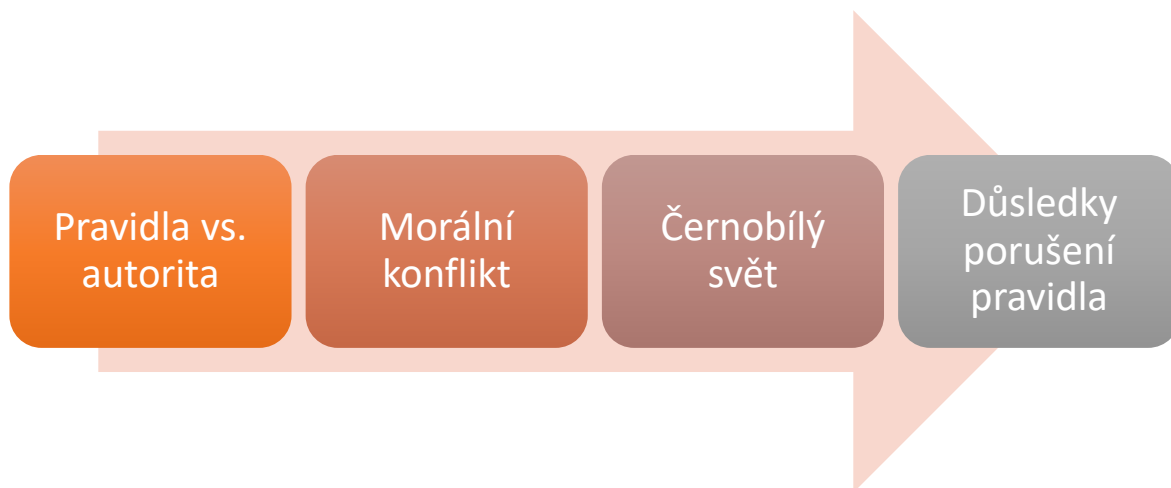 Pravidla vs.
autorita
Morální
konflikt
Černobílý
svět
Důsledky
porušení
pravidla